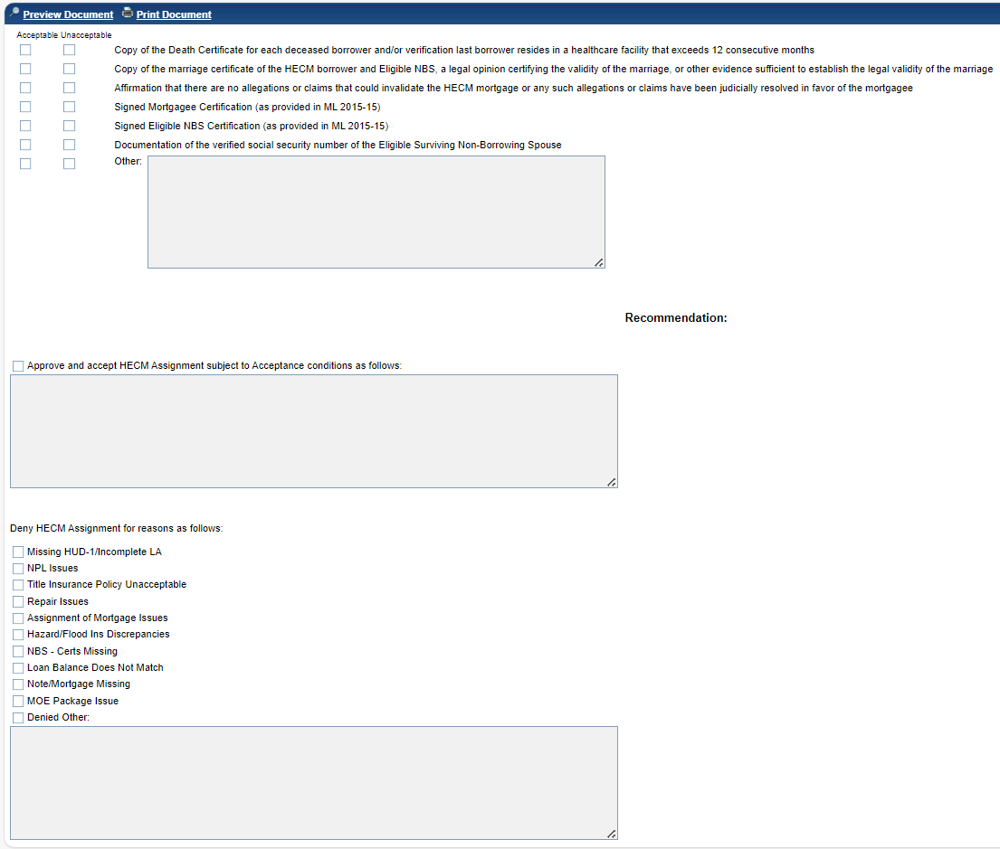 Preview Document Print Document
Acceptable Unacceptable
Copy of the Death Certificate for each deceased borrower and/or verification last borrower resides in a healthcare facility that exceeds 12 consecutive months
Copy of the marriage certificate of the HECM borrower and Eligible NBS, a legal opinion certifying the validity of the marriage, or other evidence sufficient to establish the legal validity of the marriage
Affirmation that there are no allegations or claims that could invalidate the HECM mortgage or any such allegations or claims have been judicially resolved in favor of the mortgagee
Signed Mortgagee Certification (as provided in ML 2015-15)
Signed Eligible NBS Certification (as provided in ML 2015-15)
Documentation of the verified social security number of the Eligible Surviving Non-Borrowing Spouse
Other:
Recommendation:
Approve and accept HECM Assignment subject to Acceptance conditions as follows:
Deny HECM Assignment for reasons as follows:
Missing HUD-1/Incomplete LA
NPL Issues
Title Insurance Policy Unacceptable
Repair Issues
Assignment of Mortgage Issues
Hazard/Flood Ins Discrepancies
NBS - Certs Missing
Loan Balance Does Not Match
Note/Mortgage Missing
MOE Package Issue
Denied Other: